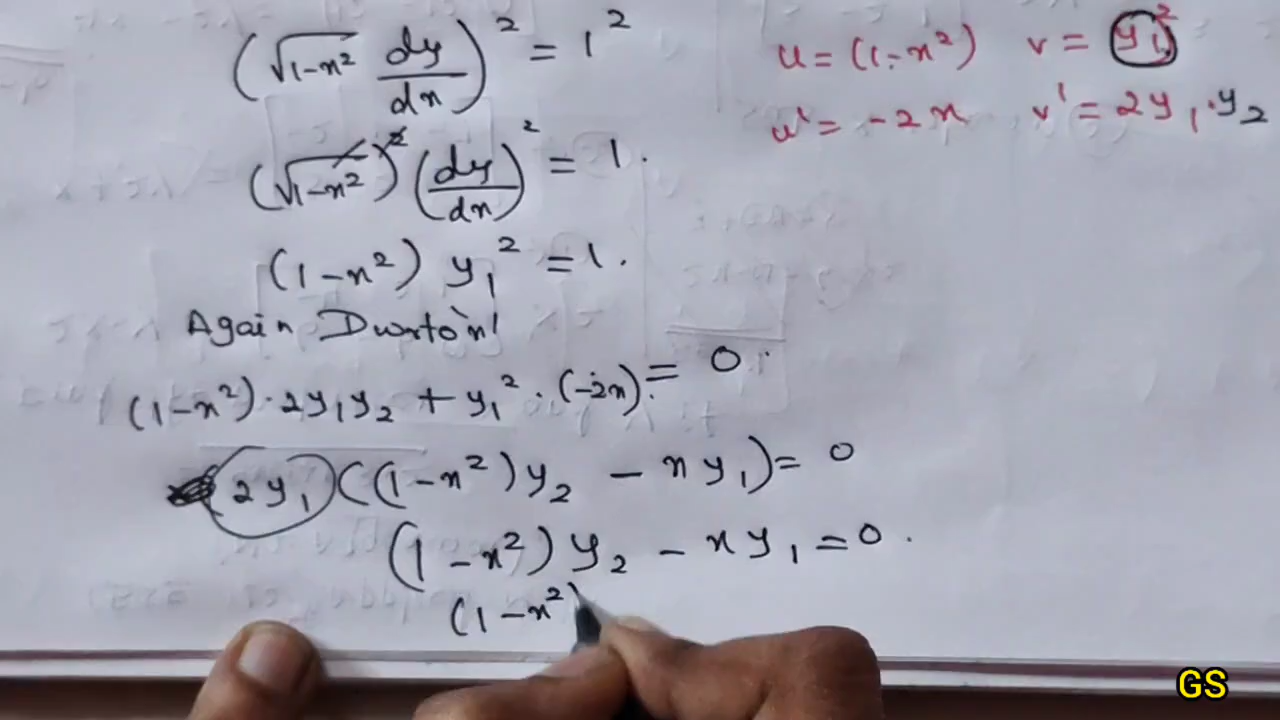 (√1-x² dy/dx)² = 1²
(√1-x²)² (dy/dx)² = 1.
(1-x²) y₁² = 1.
Again Dwrto'x'
(1-x²)·2y₁y₂ + y₁²·(-2x) = 0.
2y₁((1-x²)y₂ - xy₁) = 0
(1-x²)y₂ - xy₁ = 0.
(1-x²)
u = (1-x²) v = y₁²
u' = -2x v' = 2y₁·y₂
GS